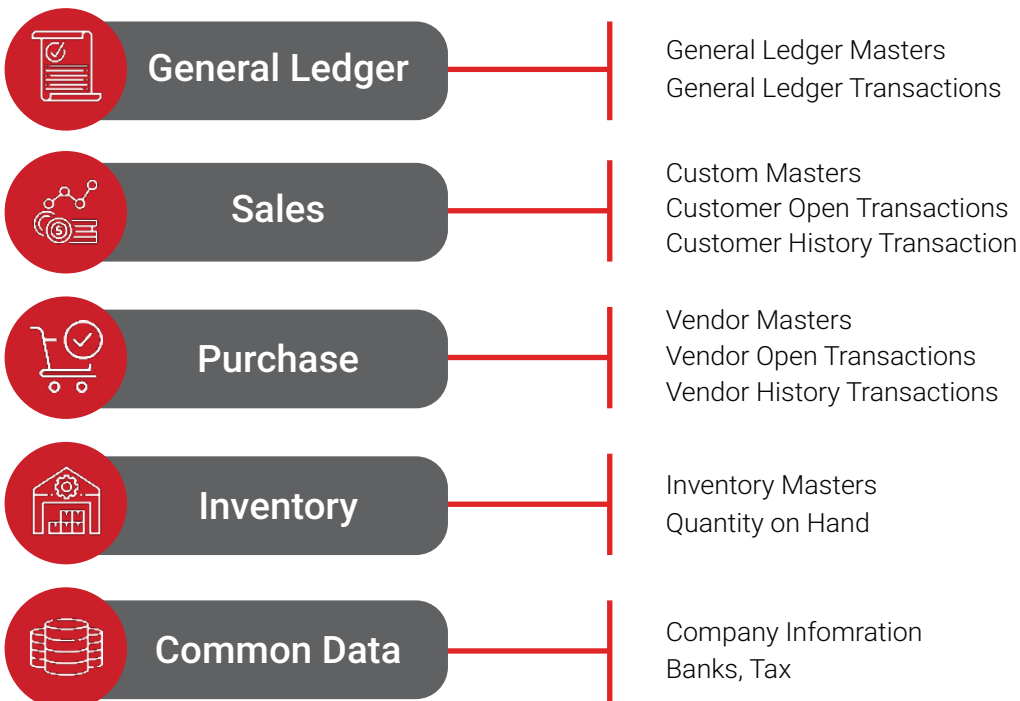 General Ledger
General Ledger Masters
General Ledger Transactions
Sales
Custom Masters
Customer Open Transactions
Customer History Transaction
Purchase
Vendor Masters
Vendor Open Transactions
Vendor History Transactions
Inventory
Inventory Masters
Quantity on Hand
Common Data
Company Infomration
Banks, Tax